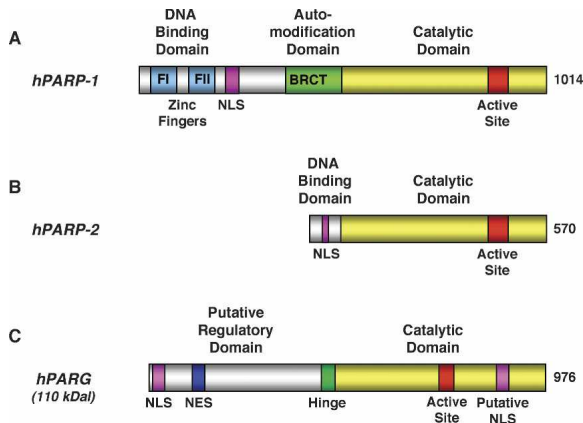 A
DNA
Binding
Domain
Auto-
modification
Domain
Catalytic
Domain
hPARP-1
FI
FII
BRCT
1014
Zinc
Fingers
NLS
Active
Site
B
DNA
Binding
Domain
Catalytic
Domain
hPARP-2
570
NLS
Active
Site
C
Putative
Regulatory
Domain
Catalytic
Domain
hPARG
(110 kDal)
976
NLS
NES
Hinge
Active
Site
Putative
NLS